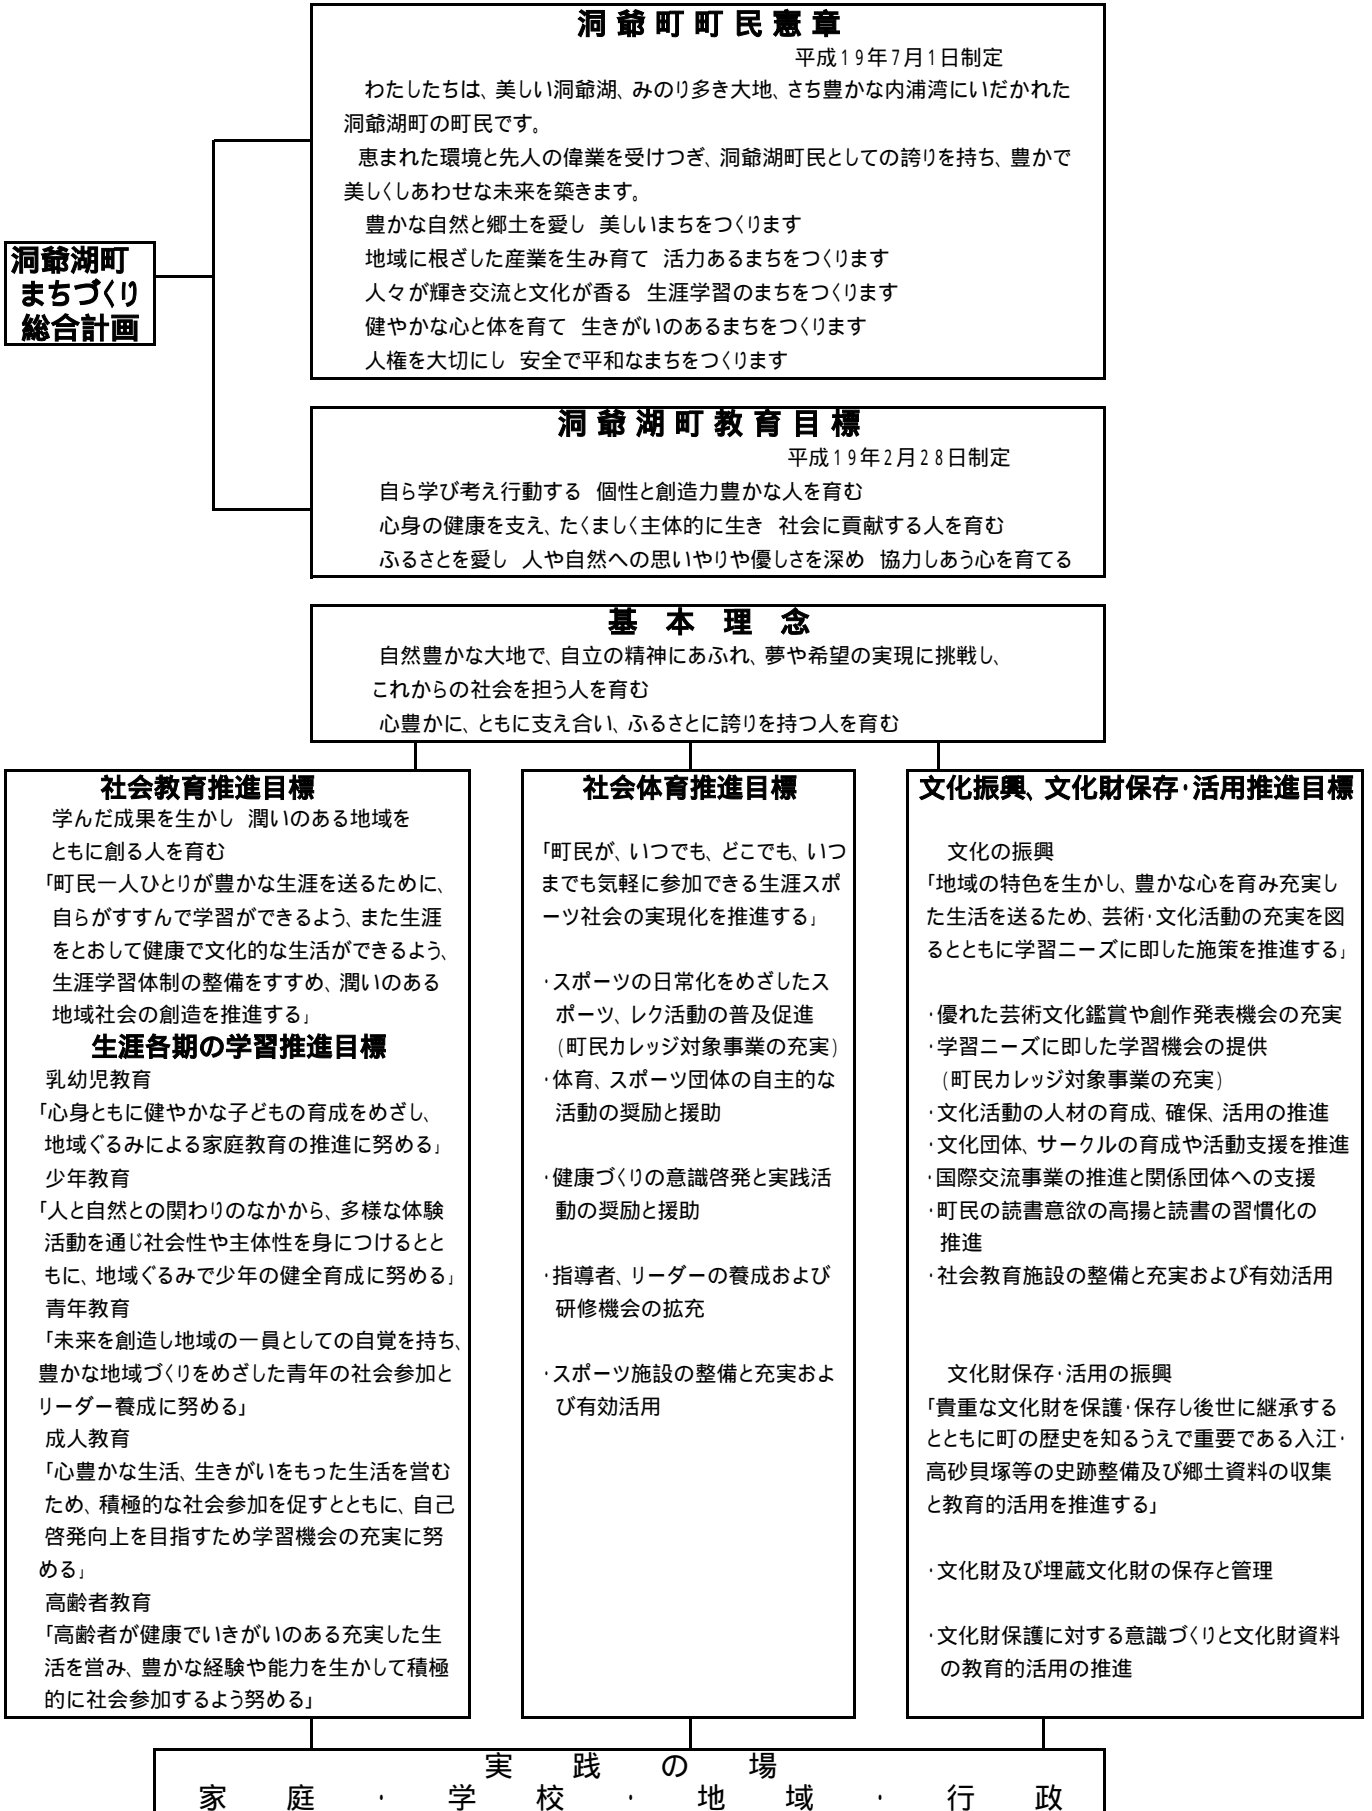 洞爺町町民憲章
平成19年7月1日制定
わたしたちは、美しい洞爺湖、みのり多き大地、さち豊かな内浦湾にいだかれた
洞爺湖町の町民です。
恵まれた環境と先人の偉業を受けつぎ、洞爺湖町民としての誇りを持ち、豊かで
美しくしあわせな未来を築きます。
豊かな自然と郷土を愛し 美しいまちをつくります
地域に根ざした産業を生み育て 活力あるまちをつくります
人々が輝き交流と文化が香る 生涯学習のまちをつくります
健やかな心と体を育て 生きがいのあるまちをつくります
人権を大切にし 安全で平和なまちをつくります
洞爺湖町
まちづくり
総合計画
洞爺湖町教育目標
平成19年2月28日制定
自ら学び考え行動する 個性と創造力豊かな人を育む
心身の健康を支え、たくましく主体的に生き 社会に貢献する人を育む
ふるさとを愛し 人や自然への思いやりや優しさを深め 協力しあう心を育てる
基本理念
自然豊かな大地で、自立の精神にあふれ、夢や希望の実現に挑戦し、
これからの社会を担う人を育む
心豊かに、ともに支え合い、ふるさとに誇りを持つ人を育む
社会教育推進目標
学んだ成果を生かし 潤いのある地域を
ともに創る人を育む
「町民一人ひとりが豊かな生涯を送るために、
自らがすすんで学習ができるよう、また生涯
をとおして健康で文化的な生活ができるよう、
生涯学習体制の整備をすすめ、潤いのある
地域社会の創造を推進する」
生涯各期の学習推進目標
乳幼児教育
「心身ともに健やかな子どもの育成をめざし、
地域ぐるみによる家庭教育の推進に努める」
少年教育
「人と自然との関わりのなかから、多様な体験
活動を通じ社会性や主体性を身につけるとと
もに、地域ぐるみで少年の健全育成に努める」
青年教育
「未来を創造し地域の一員としての自覚を持ち、
豊かな地域づくりをめざした青年の社会参加と
リーダー養成に努める」
成人教育
「心豊かな生活、生きがいをもった生活を営む
ため、積極的な社会参加を促すとともに、自己
啓発向上を目指すため学習機会の充実に努
める」
高齢者教育
「高齢者が健康でいきがいのある充実した生
活を営み、豊かな経験や能力を生かして積極
的に社会参加するよう努める」
社会体育推進目標
「町民が、いつでも、どこでも、いつ
までも気軽に参加できる生涯スポ
ーツ社会の実現化を推進する」
・スポーツの日常化をめざしたス
ポーツ、レク活動の普及促進
(町民カレッジ対象事業の充実)
・体育、スポーツ団体の自主的な
活動の奨励と援助
・健康づくりの意識啓発と実践活
動の奨励と援助
・指導者、リーダーの養成および
研修機会の拡充
・スポーツ施設の整備と充実およ
び有効活用
文化振興、文化財保存・活用推進目標
文化の振興
「地域の特色を生かし、豊かな心を育み充実し
た生活を送るため、芸術・文化活動の充実を図
るとともに学習ニーズに即した施策を推進する」
・優れた芸術文化鑑賞や創作発表機会の充実
・学習ニーズに即した学習機会の提供
(町民カレッジ対象事業の充実)
・文化活動の人材の育成、確保、活用の推進
・文化団体、サークルの育成や活動支援を推進
・国際交流事業の推進と関係団体への支援
・町民の読書意欲の高揚と読書の習慣化の
推進
・社会教育施設の整備と充実および有効活用
文化財保存・活用の振興
「貴重な文化財を保護・保存し後世に継承する
とともに町の歴史を知るうえで重要である入江・
高砂貝塚等の史跡整備及び郷土資料の収集
と教育的活用を推進する」
・文化財及び埋蔵文化財の保存と管理
・文化財保護に対する意識づくりと文化財資料
の教育的活用の推進
実践の場
家庭・学校・地域・行政